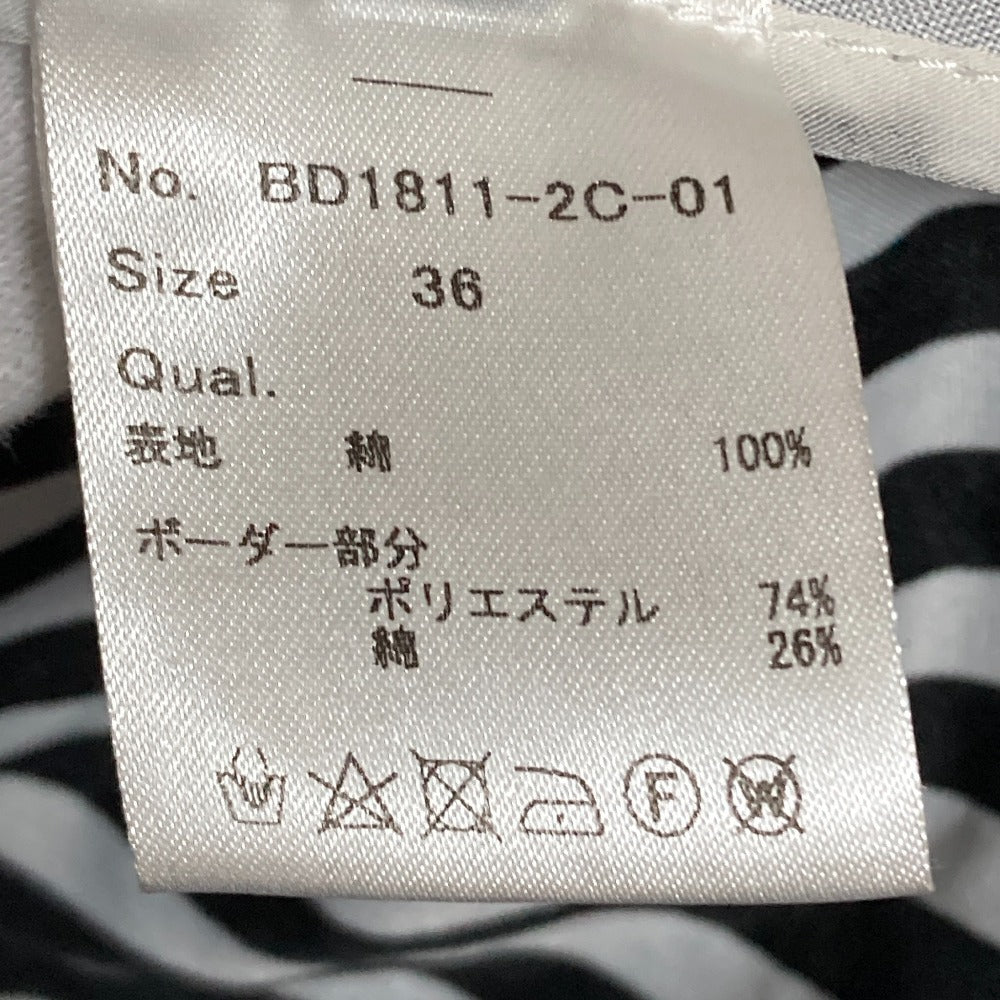 No. BD1811-2C-01
Size 36
Qual.
表地 綿 100%
ボーダー部分
ポリエステル 74%
綿 26%
F W